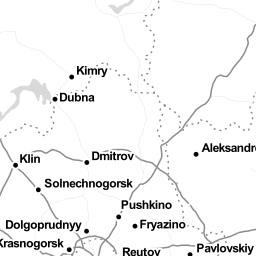 Kimry
Dubna
Aleksandro
Klin
Dmitrov
Solnechnogorsk
Pushkino
Dolgoprudnyy
Fryazino
Krasnogorsk
Reutov
Pavlovskiy